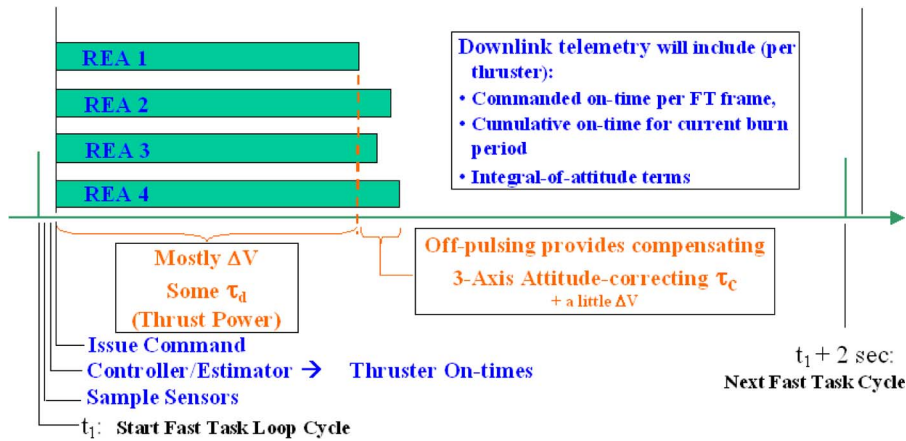 REA 1
REA 2
REA 3
REA 4
Downlink telemetry will include (per
thruster):
• Commanded on-time per FT frame,
• Cumulative on-time for current burn
period
• Integral-of-attitude terms
Mostly ΔV
Some τd
(Thrust Power)
Off-pulsing provides compensating
3-Axis Attitude-correcting τC
+ a little ΔV
Issue Command
Controller/Estimator → Thruster On-times
Sample Sensors
t1: Start Fast Task Loop Cycle
t1 + 2 sec:
Next Fast Task Cycle